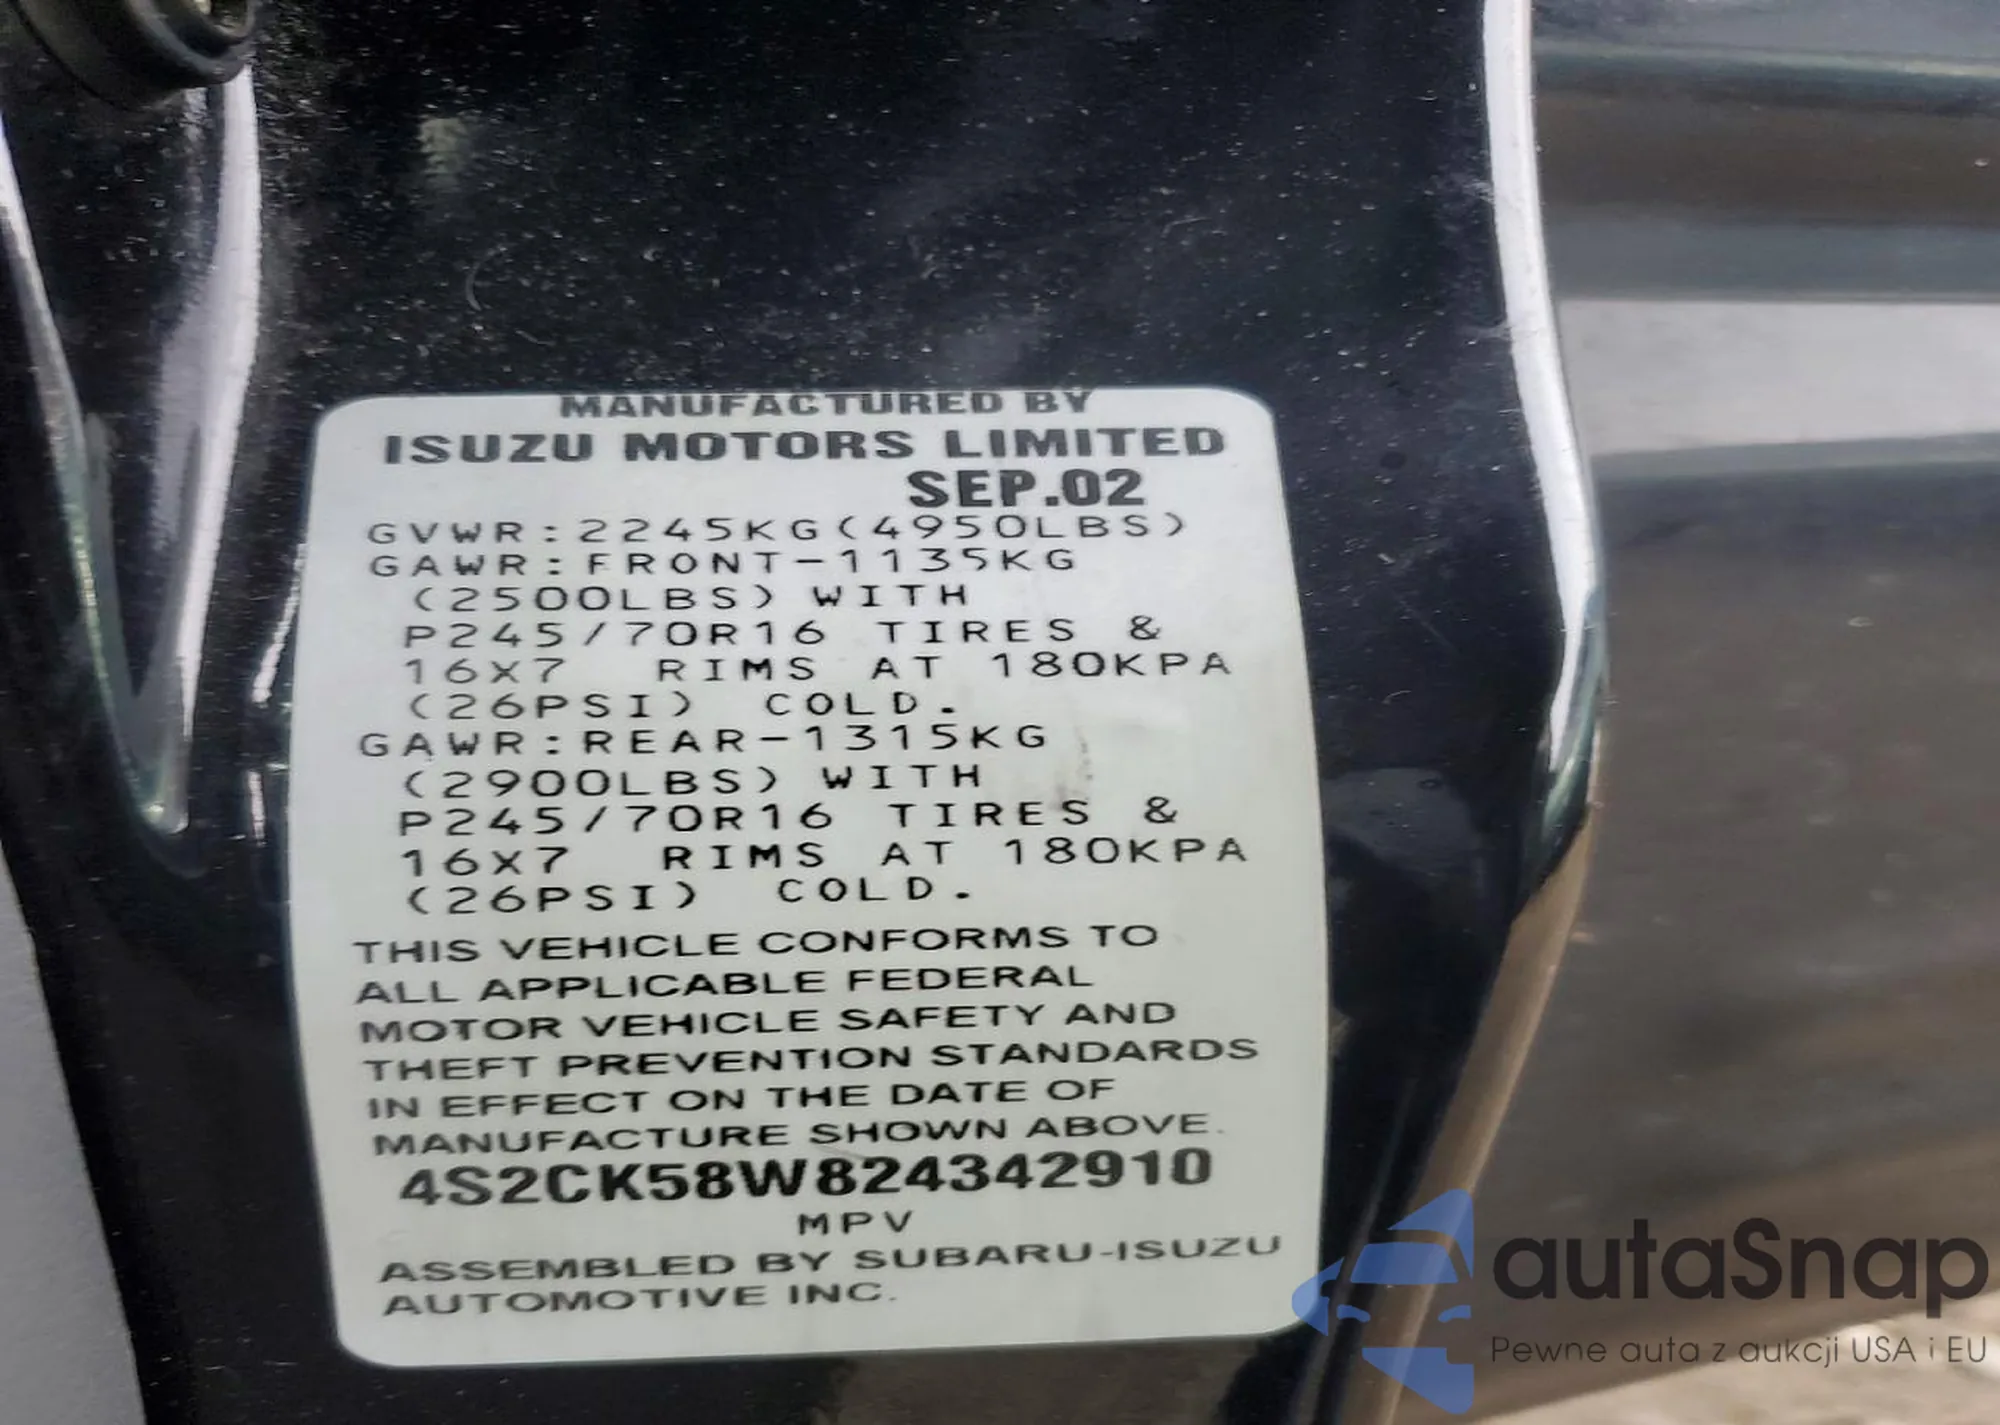 MANUFACTURED BY
ISUZU MOTORS LIMITED
SEP.02
GVWR:2245KG(4950LBS)
GAWR:FRONT-1135KG
(2500LBS) WITH
P245/70R16 TIRES &
16X7 RIMS AT 180KPA
(26PSI) COLD.
GAWR:REAR-1315KG
(2900LBS) WITH
P245/70R16 TIRES &
16X7 RIMS AT 180KPA
(26PSI) COLD.
THIS VEHICLE CONFORMS TO
ALL APPLICABLE FEDERAL
MOTOR VEHICLE SAFETY AND
THEFT PREVENTION STANDARDS
IN EFFECT ON THE DATE OF
MANUFACTURE SHOWN ABOVE.
4S2CK58W824342910
MPV
ASSEMBLED BY SUBARU-ISUZU
AUTOMOTIVE INC.
autaSnap
Pewne auta z aukcji USA i EU